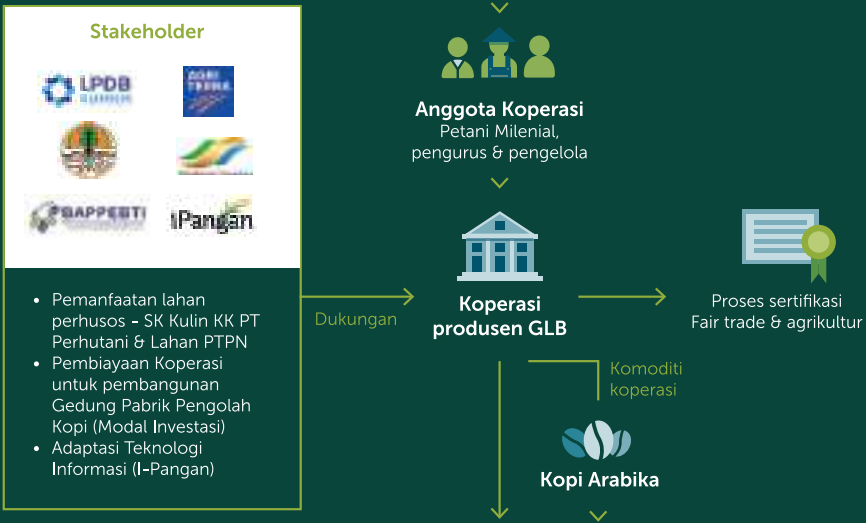 Stakeholder
LPDB
BAPPEBTI
Pangan
Pemanfaatan lahan
perhusos - SK Kulin KK PT
Perhutani & Lahan PTPN
Pembiayaan Koperasi
untuk pembangunan
Gedung Pabrik Pengolah
Kopi (Modal Investasi)
Adaptasi Teknologi
Informasi (I-Pangan)
Dukungan
Anggota Koperasi
Petani Milenial,
pengurus & pengelola
Koperasi
produsen GLB
Proses sertifikasi
Fair trade & agrikultur
Komoditi
koperasi
Kopi Arabika